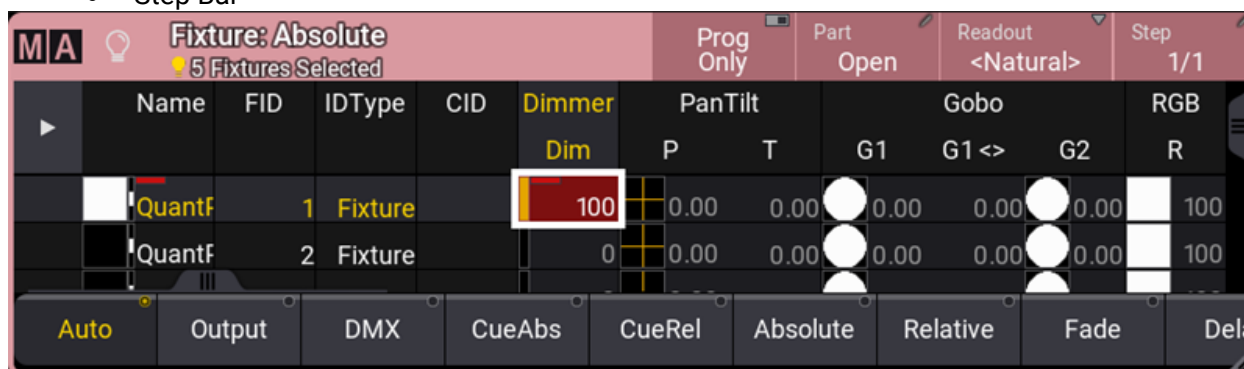 Step Bar
MA Fixture: Absolute Prog Only Part Open Readout <Natural> Step 1/1
5 Fixtures Selected
Name FID IDType CID Dimmer PanTilt Gobo RGB
Dim P T G1 G1 <> G2 R
QuantF 1 Fixture 100 0.00 0.00 0.00 0.00 0.00 100
QuantF 2 Fixture 0 0.00 0.00 0.00 0.00 0.00 100
Auto Output DMX CueAbs CueRel Absolute Relative Fade